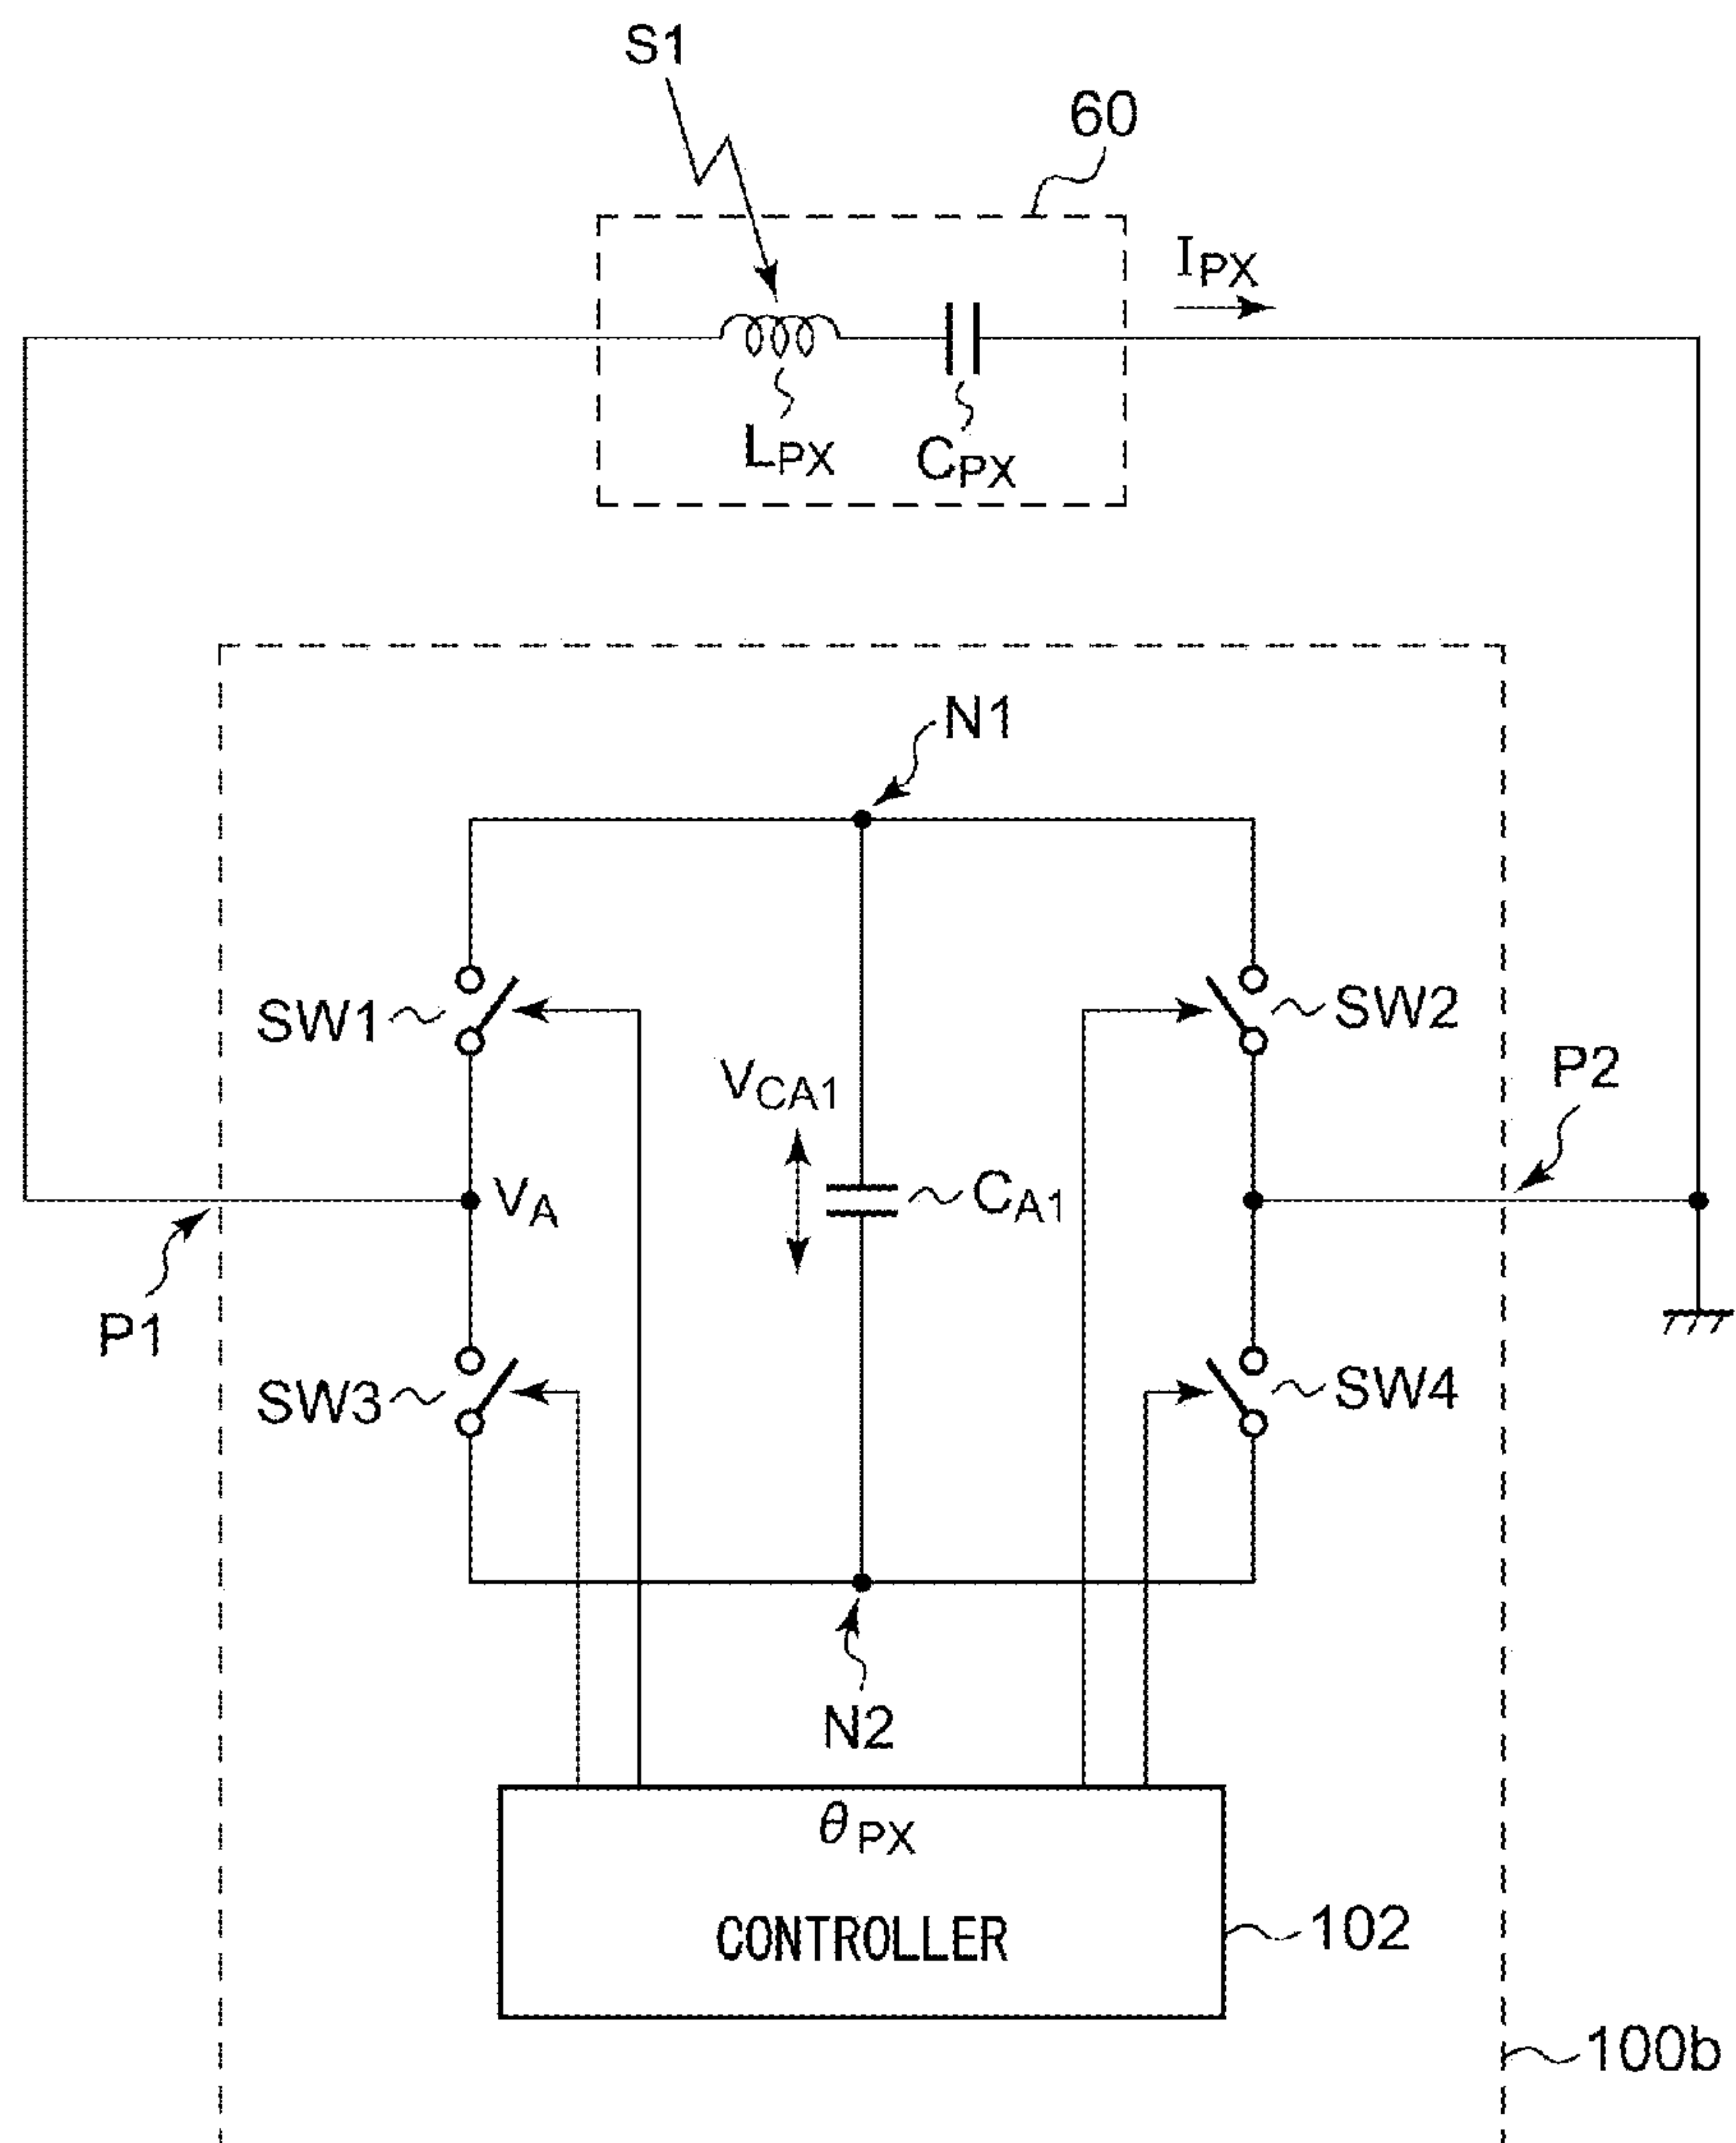 S1
60
IPX
LPX
CPX
N1
SW1
SW2
VCA1
P2
VA
CA1
P1
SW3
SW4
N2
θPX
CONTROLLER
102
100b